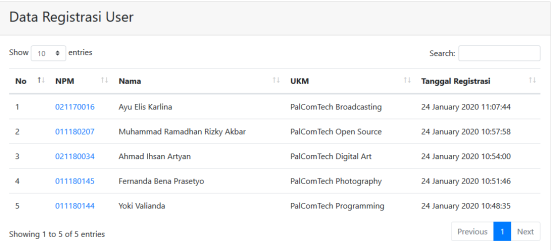 Data Registrasi User
Show 10 entries Search:
No NPM Nama UKM Tanggal Registrasi
1 021170016 Ayu Elis Karlina PalComTech Broadcasting 24 January 2020 11:07:44
2 011180207 Muhammad Ramadhan Rizky Akbar PalComTech Open Source 24 January 2020 10:57:58
3 021180034 Ahmad Ihsan Artyan PalComTech Digital Art 24 January 2020 10:54:00
4 011180145 Fernanda Bena Prasetyo PalComTech Photography 24 January 2020 10:51:46
5 011180144 Yoki Valianda PalComTech Programming 24 January 2020 10:48:35
Showing 1 to 5 of 5 entries Previous 1 Next